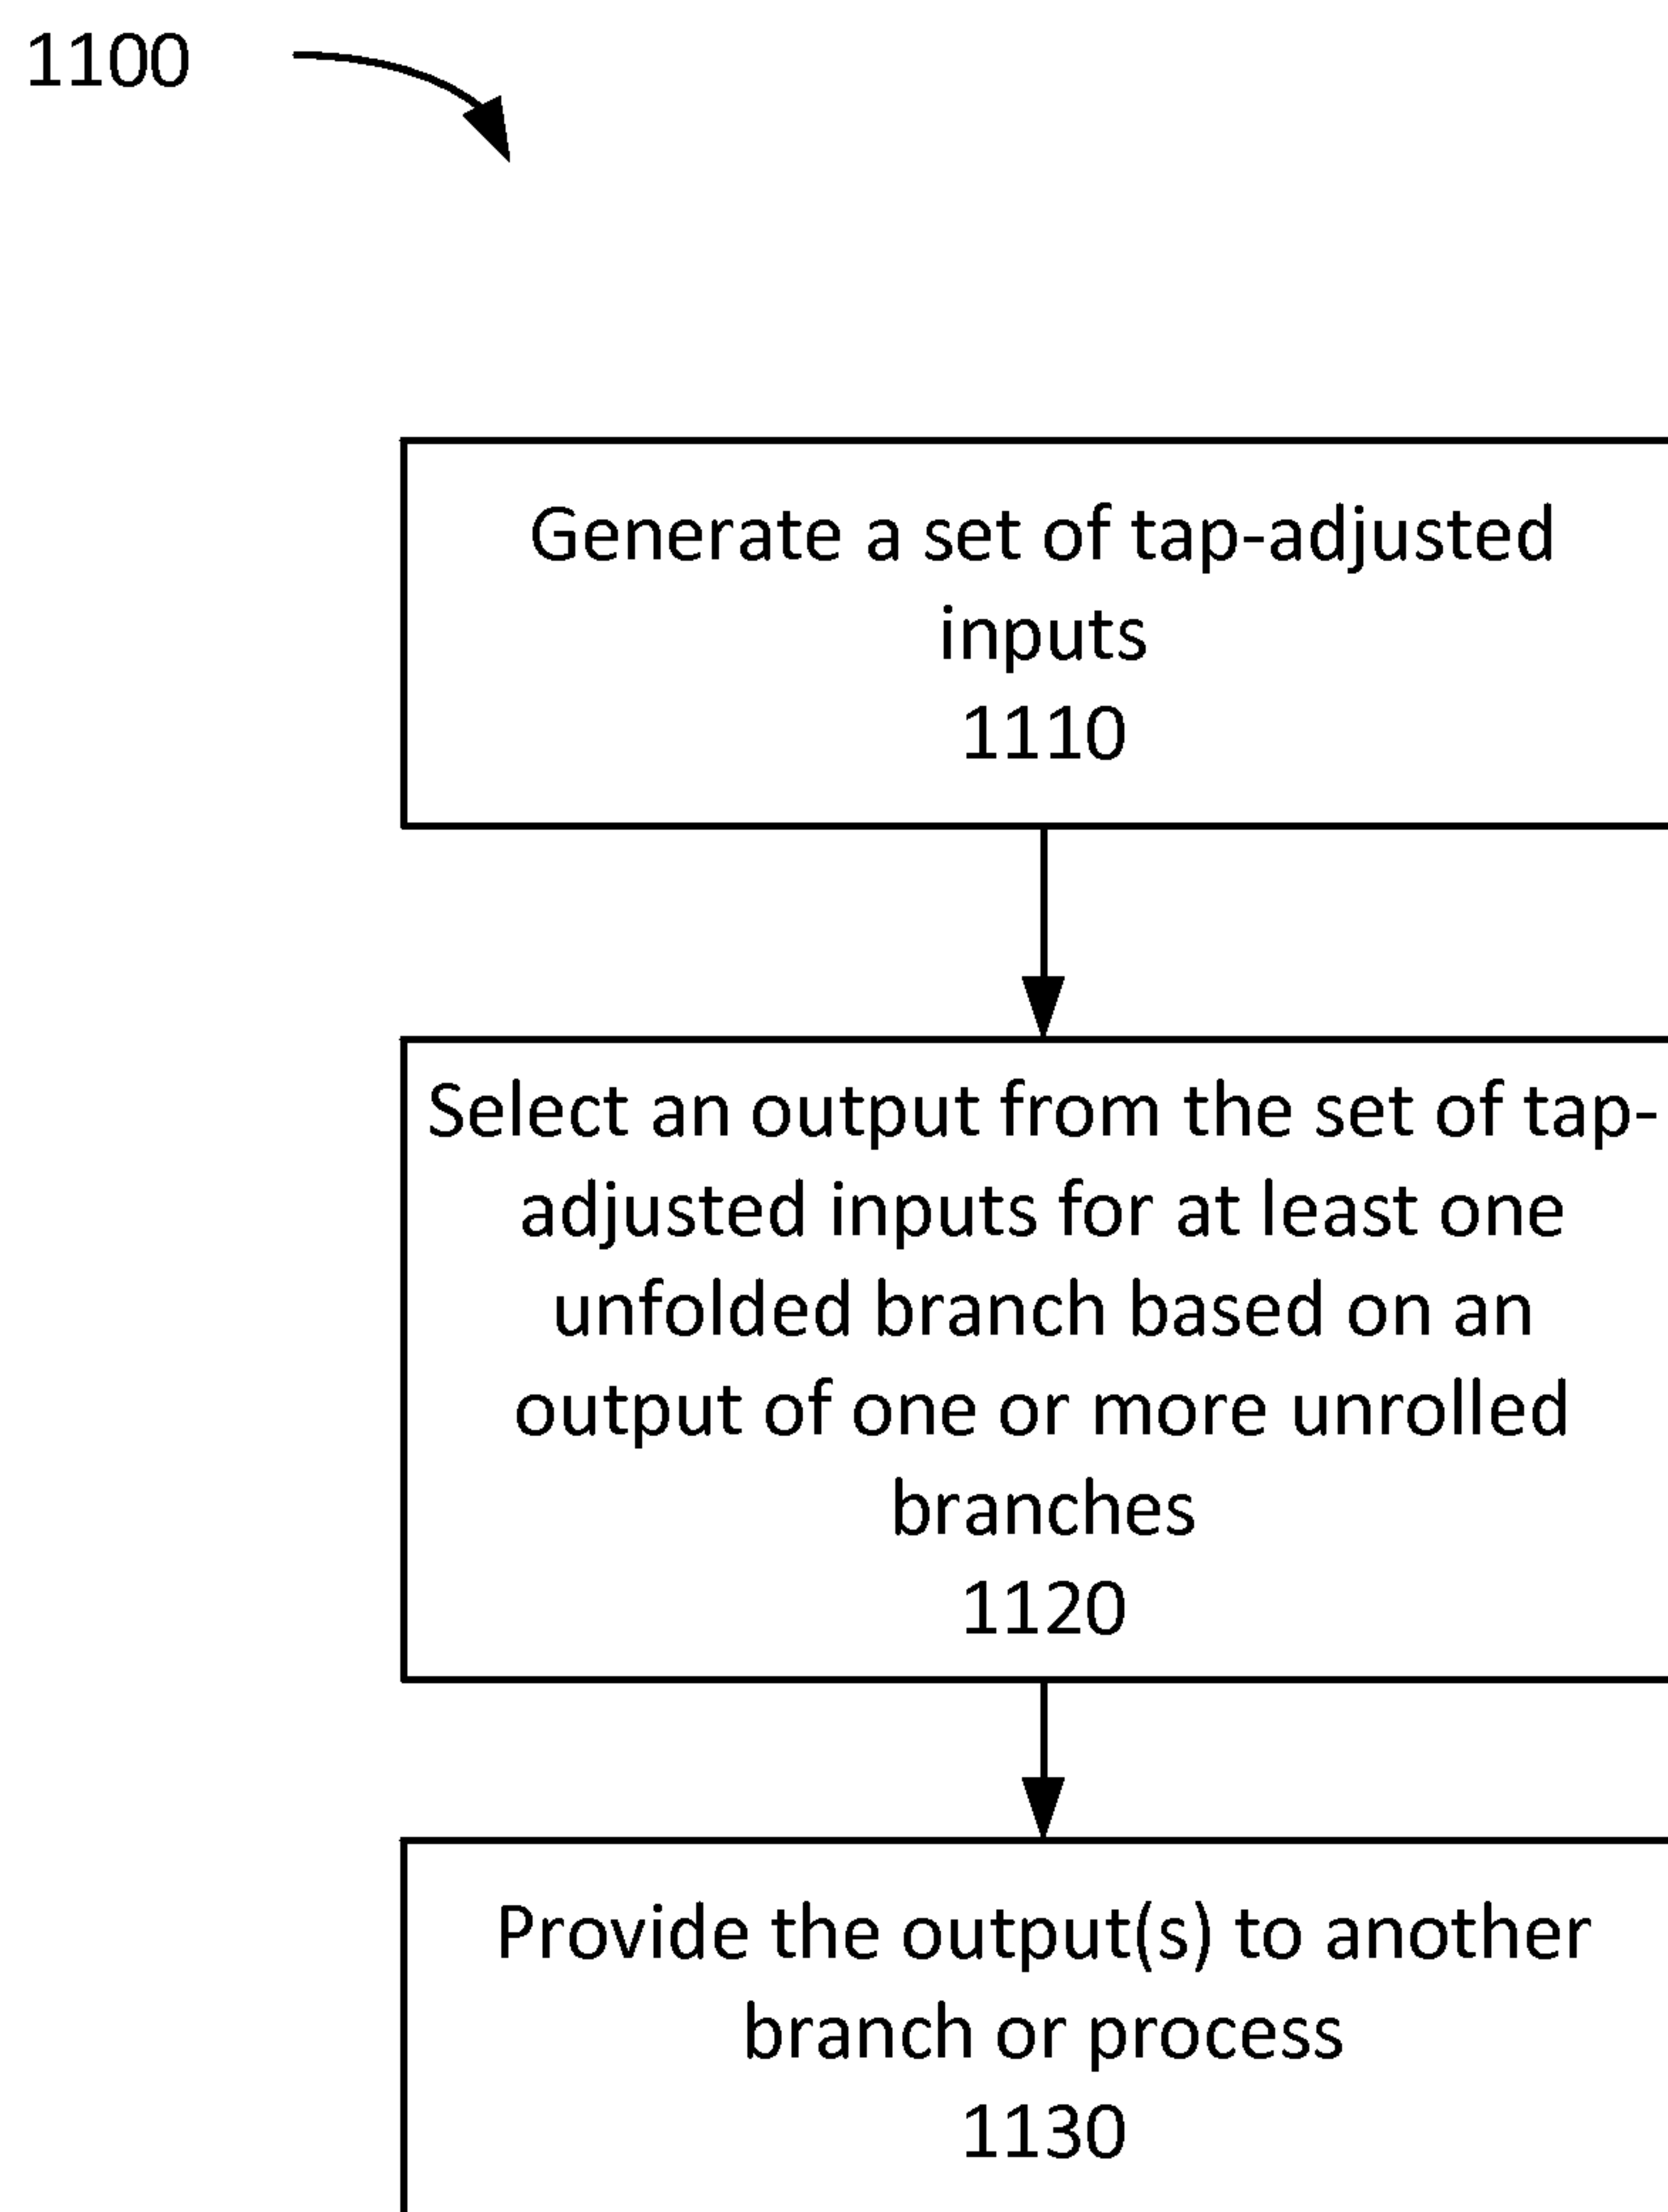 1100
Generate a set of tap-adjusted
inputs
1110
Select an output from the set of tap-
adjusted inputs for at least one
unfolded branch based on an
output of one or more unrolled
branches
1120
Provide the output(s) to another
branch or process
1130